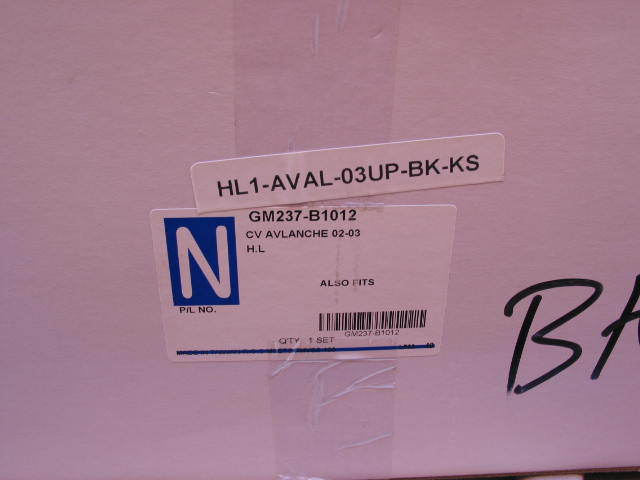 HL1-AVAL-03UP-BK-KS
GM237-B1012
CV AVLANCHE 02-03
H.L
N
ALSO FITS
P/L NO.
GM237-B1012
Q'TY 1 SET
BA